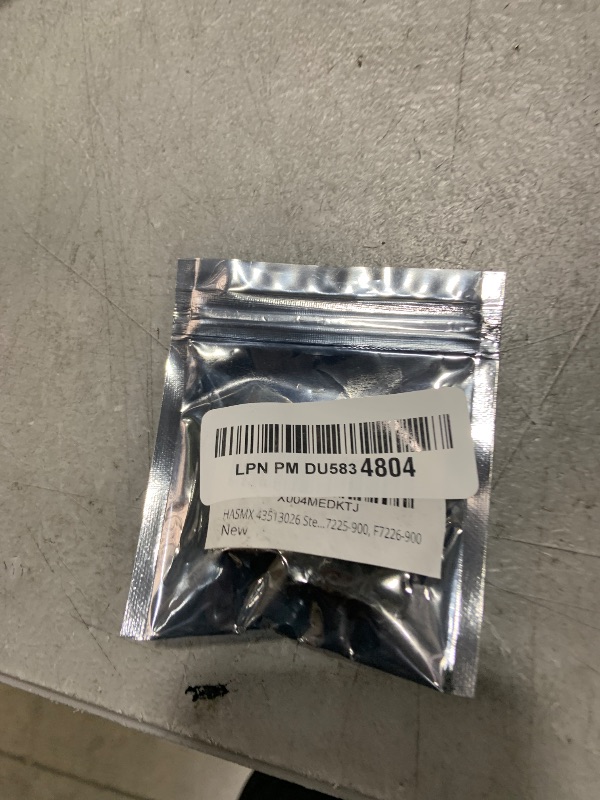 LPN PM DU583 4804
X004MEDKTJ
HASMX 43513026 Ste...7225-900, F7226-900
New